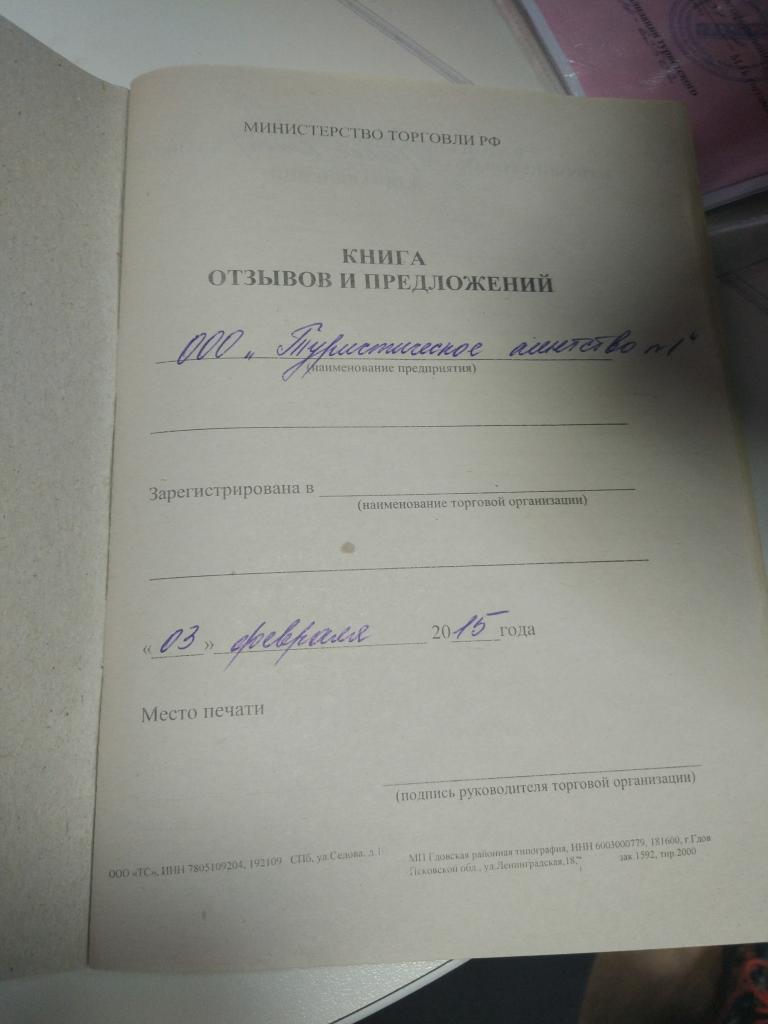 МИНИСТЕРСТВО ТОРГОВЛИ РФ
КНИГА
ОТЗЫВОВ И ПРЕДЛОЖЕНИЙ
ООО „Туристическое агентство №1“
(наименование предприятия)
Зарегистрирована в
(наименование торговой организации)
«03» февраля 2015 года
Место печати
(подпись руководителя торговой организации)
ООО «ТС», ИНН 7805109204, 192109 СПб, ул.Седова, д.1
МП Гдовская районная типография, ИНН 6003000779, 181600, г.Гдов
Псковской обл., ул.Ленинградская,18, зак.1592, тир.2000
туристского